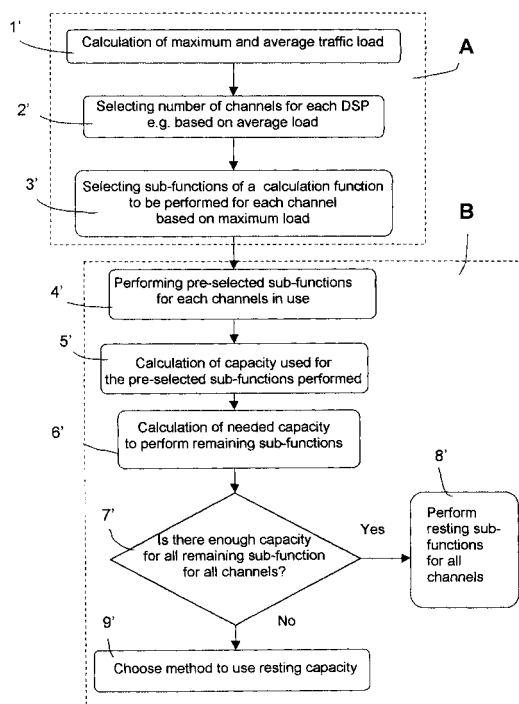 1'
Calculation of maximum and average traffic load
A
2'
Selecting number of channels for each DSP
e.g. based on average load
3'
Selecting sub-functions of a calculation function
to be performed for each channel
based on maximum load
B
4'
Performing pre-selected sub-functions
for each channels in use
5'
Calculation of capacity used for
the pre-selected sub-functions performed
6'
Calculation of needed capacity
to perform remaining sub-functions
7'
Is there enough capacity
for all remaining sub-function
for all channels?
Yes
8'
Perform
resting sub-
functions
for all
channels
No
9'
Choose method to use resting capacity